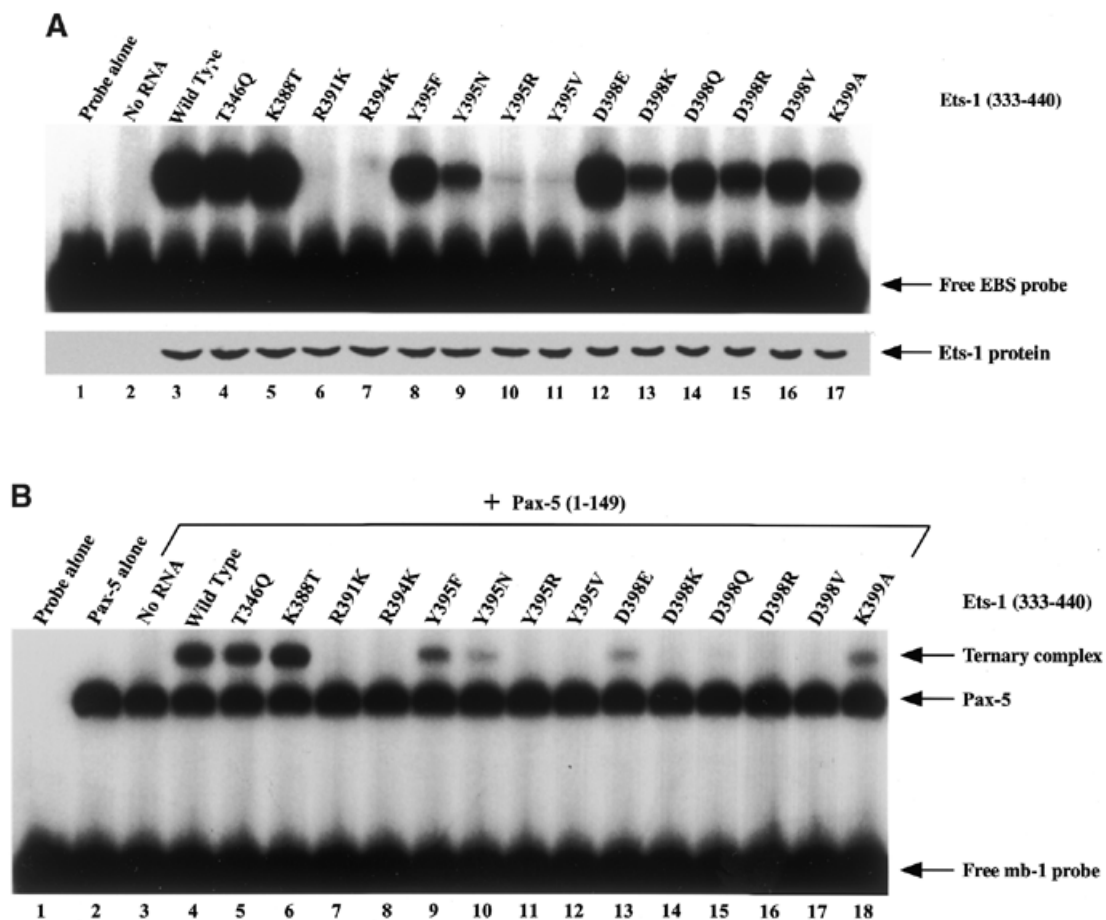 A
Probe alone No RNA Wild Type T346Q K388T R391K R394K Y395F Y395N Y395R Y395V D398E D398K D398Q D398R D398V K399A
Ets-1 (333-440)
Free EBS probe
Ets-1 protein
1 2 3 4 5 6 7 8 9 10 11 12 13 14 15 16 17
B
+ Pax-5 (1-149)
Probe alone Pax-5 alone No RNA Wild Type T346Q K388T R391K R394K Y395F Y395N Y395R Y395V D398E D398K D398Q D398R D398V K399A
Ets-1 (333-440)
Ternary complex
Pax-5
Free mb-1 probe
1 2 3 4 5 6 7 8 9 10 11 12 13 14 15 16 17 18